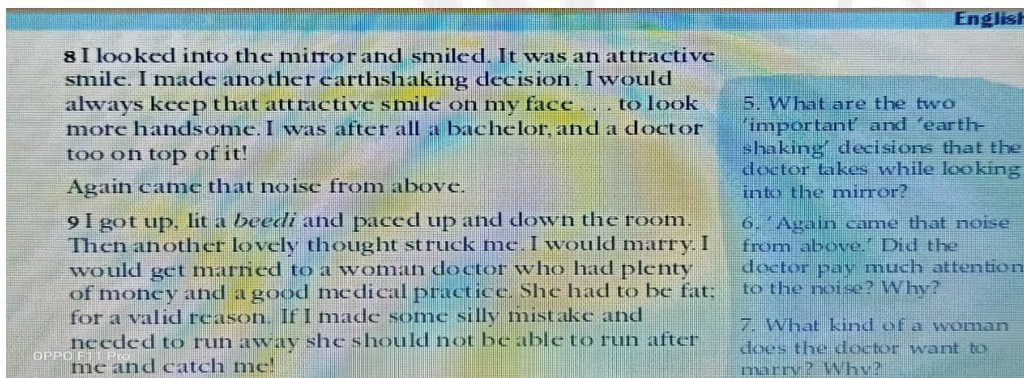 English
8 I looked into the mirror and smiled. It was an attractive
smile. I made another earthshaking decision. I would
always keep that attractive smile on my face . . . to look
more handsome. I was after all a bachelor, and a doctor
too on top of it!
Again came that noise from above.
9 I got up, lit a beedi and paced up and down the room.
Then another lovely thought struck me. I would marry. I
would get married to a woman doctor who had plenty
of money and a good medical practice. She had to be fat;
for a valid reason. If I made some silly mistake and
needed to run away she should not be able to run after
me and catch me!
5. What are the two
'important' and 'earth-
shaking' decisions that the
doctor takes while looking
into the mirror?
6. 'Again came that noise
from above.' Did the
doctor pay much attention
to the noise? Why?
7. What kind of a woman
does the doctor want to
marry? Why?
OPPO F11 Pro